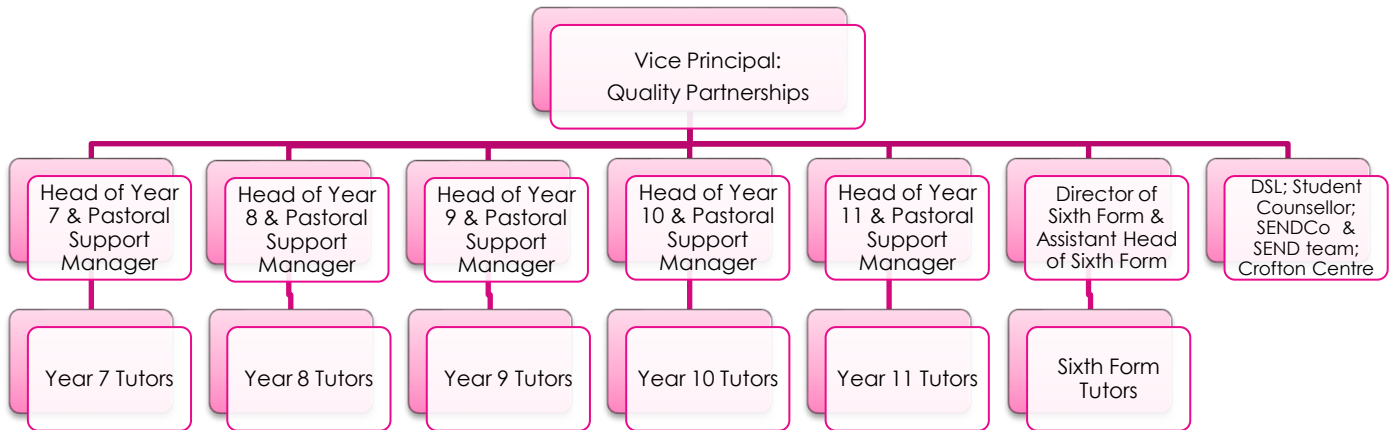 Vice Principal:
Quality Partnerships
Head of Year
7 & Pastoral
Support
Manager
Head of Year
8 & Pastoral
Support
Manager
Head of Year
9 & Pastoral
Support
Manager
Head of Year
10 & Pastoral
Support
Manager
Head of Year
11 & Pastoral
Support
Manager
Director of
Sixth Form &
Assistant Head
of Sixth Form
DSL; Student
Counsellor;
SENDCo &
SEND team;
Crofton Centre
Year 7 Tutors
Year 8 Tutors
Year 9 Tutors
Year 10 Tutors
Year 11 Tutors
Sixth Form
Tutors